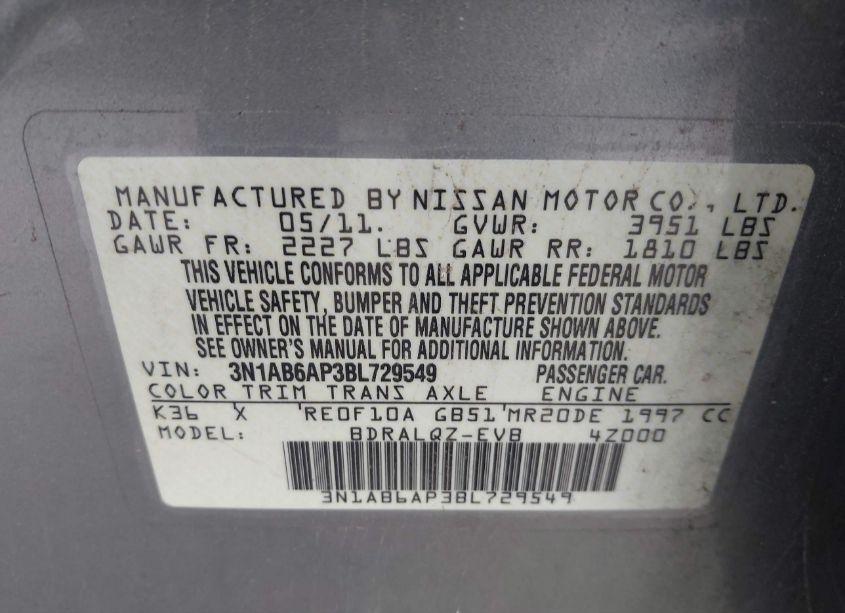 MANUFACTURED BY NISSAN MOTOR CO., LTD.
DATE: 05/11. GVWR: 3951 LBS
GAWR FR: 2227 LBS GAWR RR: 1810 LBS
THIS VEHICLE CONFORMS TO ALL APPLICABLE FEDERAL MOTOR
VEHICLE SAFETY, BUMPER AND THEFT PREVENTION STANDARDS
IN EFFECT ON THE DATE OF MANUFACTURE SHOWN ABOVE.
SEE OWNER'S MANUAL FOR ADDITIONAL INFORMATION.
VIN: 3N1AB6AP3BL729549 PASSENGER CAR.
COLOR TRIM TRANS AXLE ENGINE
K36 X 'RE0F10A GB51'MR20DE 1997 CC
MODEL: BDRALQZ-EVB 4Z000
3N1AB6AP3BL729549